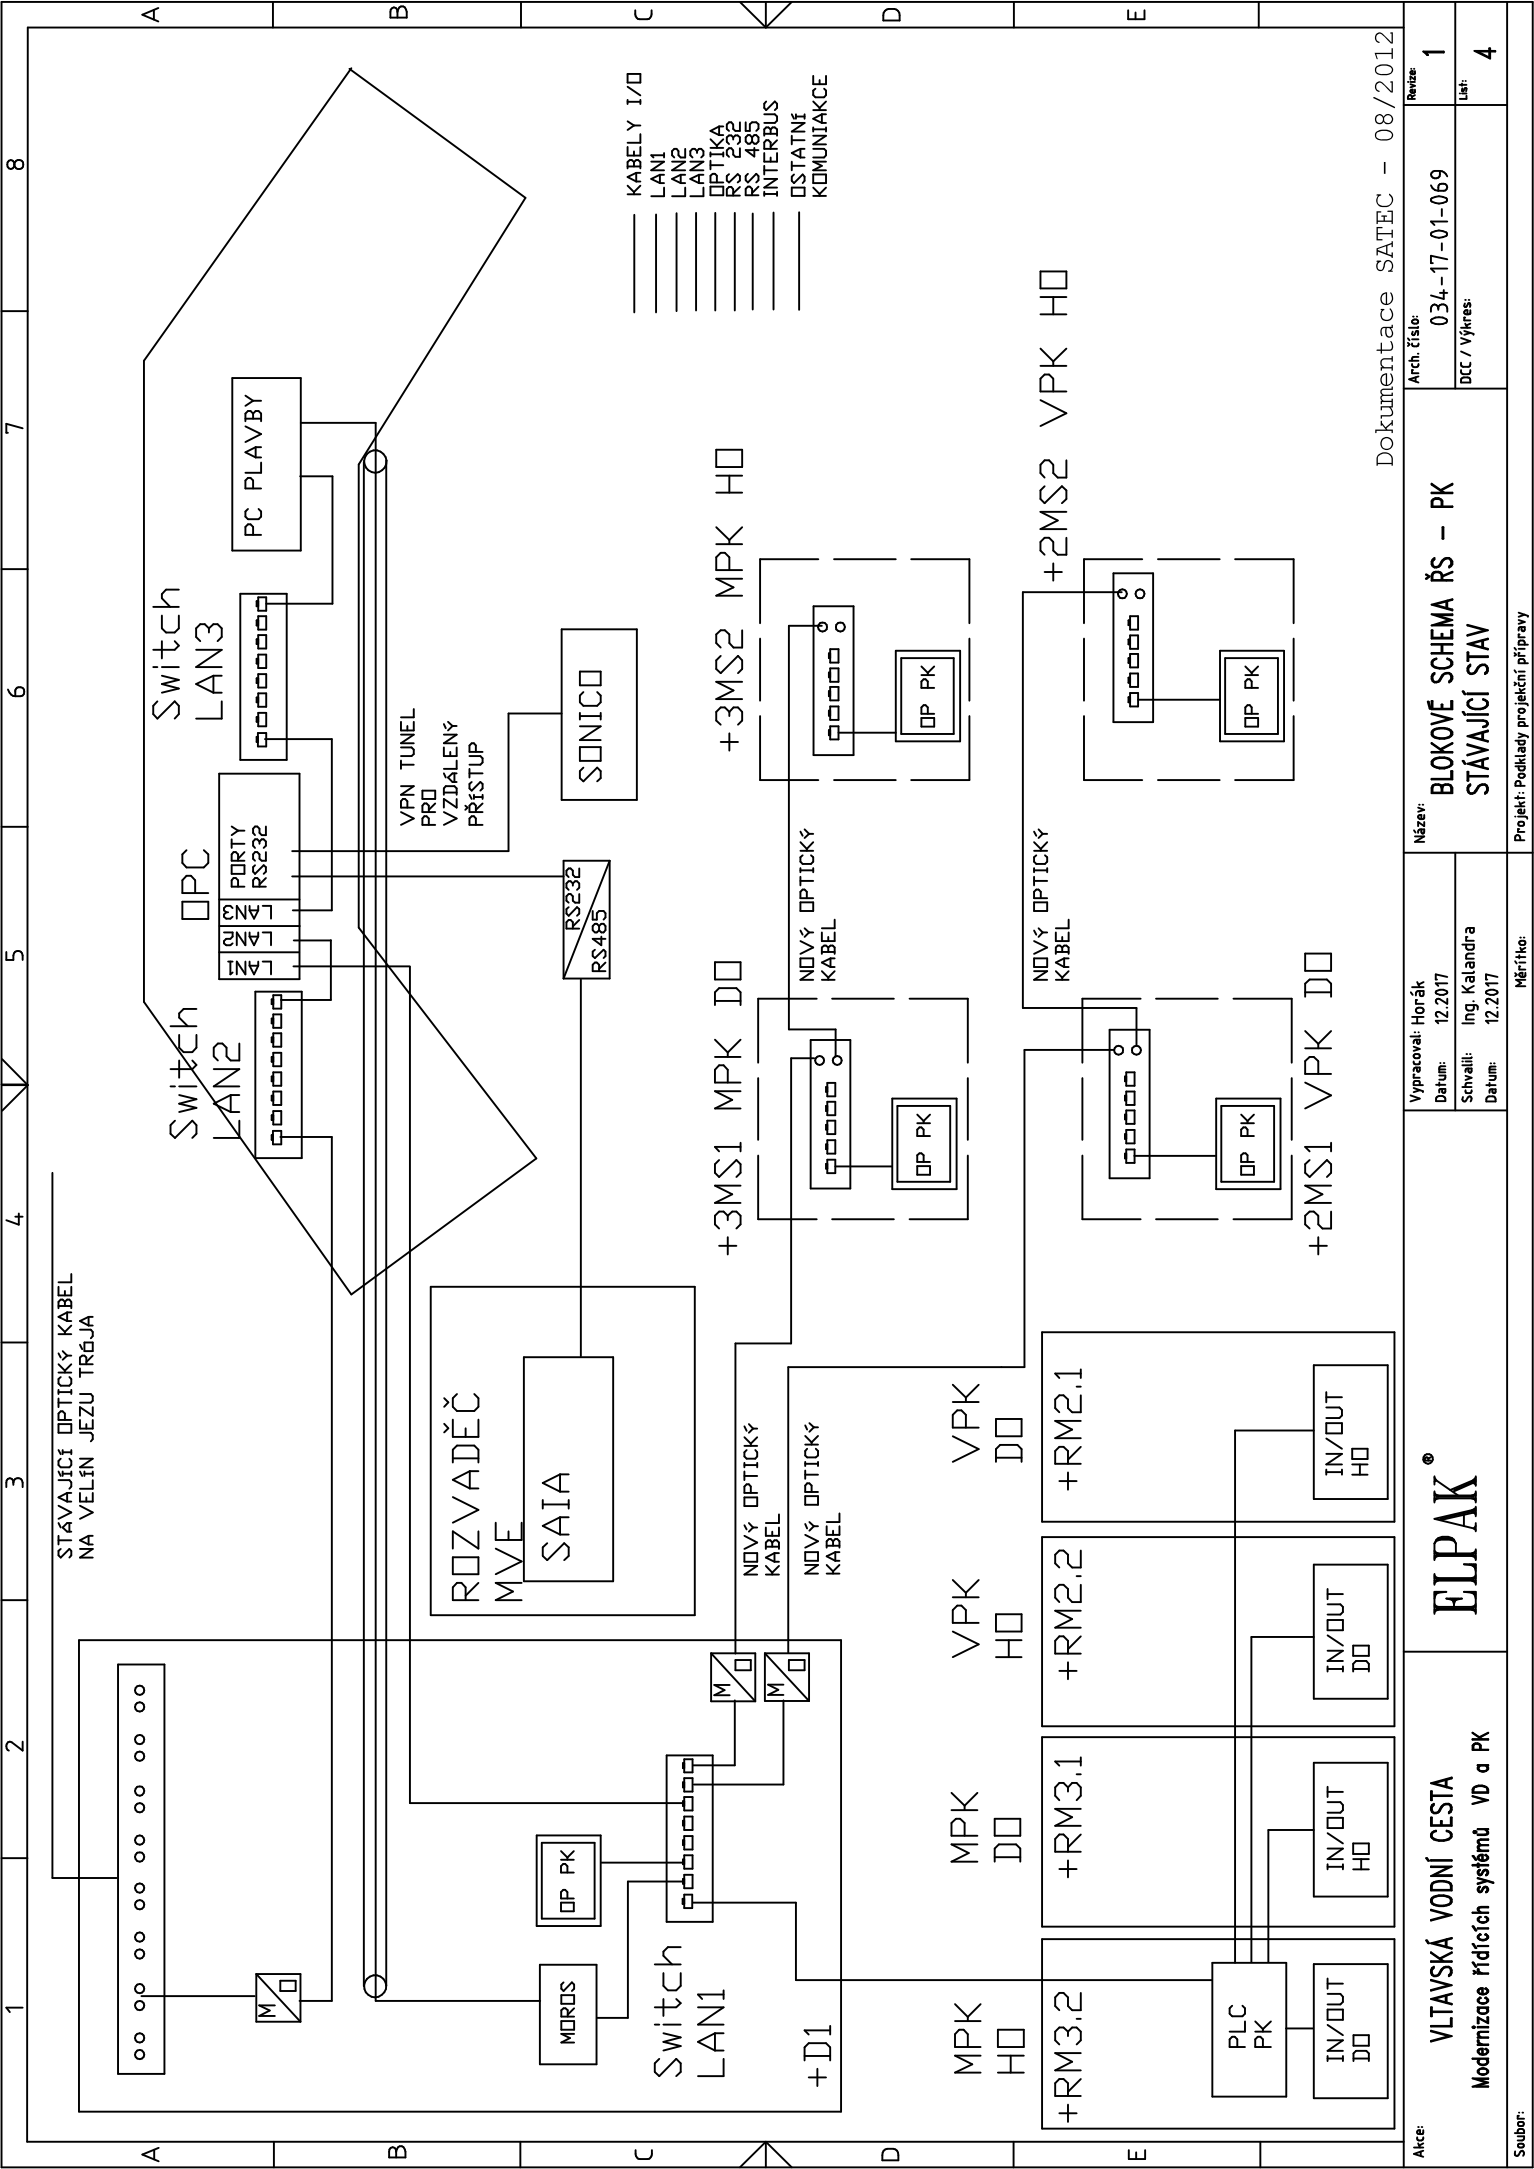 1
2
3
4
5
6
7
8
A
B
C
D
E
A
B
C
D
E
STÁVAJÍCÍ OPTICKÝ KABEL
NA VELÍN JEZU TRÓJA
Switch
LAN2
OPC
LAN1
LAN2
LAN3
PORTY
RS232
Switch
LAN3
PC PLAVBY
VPN TUNEL
PRO
VZDÁLENÝ
PŘÍSTUP
SONICO
RS232
RS485
KABELY I/O
LAN1
LAN2
LAN3
OPTIKA
RS 232
RS 485
INTERBUS
OSTATNÍ
KOMUNIAKCE
ROZVADĚČ
MVE
SAIA
M
O
MOROS
OP PK
Switch
LAN1
+D1
M
O
M
O
NOVÝ OPTICKÝ
KABEL
NOVÝ OPTICKÝ
KABEL
+3MS1 MPK DO
OP PK
NOVÝ OPTICKÝ
KABEL
+3MS2 MPK HO
OP PK
+2MS1 VPK DO
OP PK
NOVÝ OPTICKÝ
KABEL
+2MS2 VPK HO
OP PK
MPK
HO
+RM3.2
PLC
PK
IN/OUT
DO
MPK
DO
+RM3.1
IN/OUT
HO
VPK
HO
+RM2.2
IN/OUT
DO
VPK
DO
+RM2.1
IN/OUT
HO
Dokumentace SATEC - 08/2012
Akce:
VLTAVSKÁ VODNÍ CESTA
Modernizace řídících systémů VD a PK
Soubor:
ELPAK®
Vypracoval: Horák
Datum: 12.2017
Schválil: Ing. Kalandra
Datum: 12.2017
Měřítko:
Název:
BLOKOVÉ SCHEMA ŘS - PK
STÁVAJÍCÍ STAV
Projekt: Podklady projekční přípravy
Arch. číslo:
034-17-01-069
DCC / Výkres:
Revize:
1
List:
4